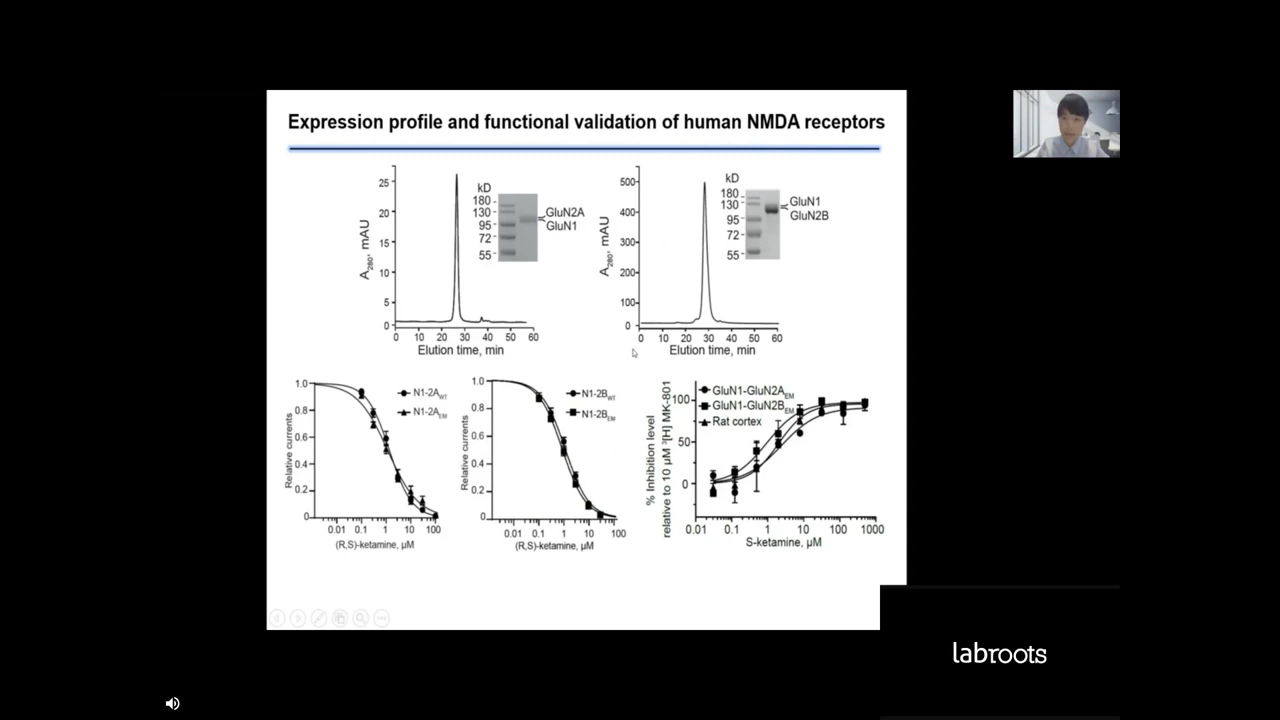 Expression profile and functional validation of human NMDA receptors
25
20
15
10
5
0
A280, mAU
0 10 20 30 40 50 60
Elution time, min
kD
180
130
95
72
55
GluN2A
GluN1
500
400
300
200
100
0
A280, mAU
0 10 20 30 40 50 60
Elution time, min
kD
180
130
95
72
55
GluN1
GluN2B
1.0
0.8
0.6
0.4
0.2
0
Relative currents
N1-2AWT
N1-2AEM
0.01 0.1 1 10 100
(R,S)-ketamine, µM
1.0
0.8
0.6
0.4
0.2
0
Relative currents
N1-2BWT
N1-2BEM
0.01 0.1 1 10 100
(R,S)-ketamine, µM
% Inhibition level
relative to 10 µM ³[H] MK-801
100
50
0
GluN1-GluN2AEM
GluN1-GluN2BEM
Rat cortex
0.01 0.1 1 10 100 1000
S-ketamine, µM
labroots